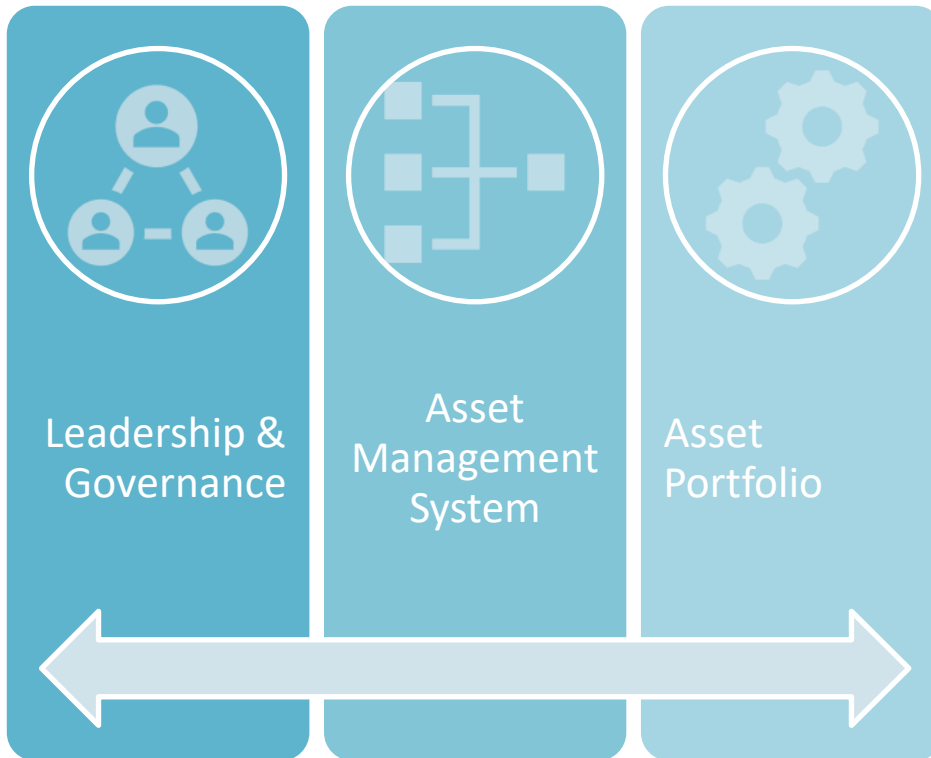 Leadership &
Governance
Asset
Management
System
Asset
Portfolio